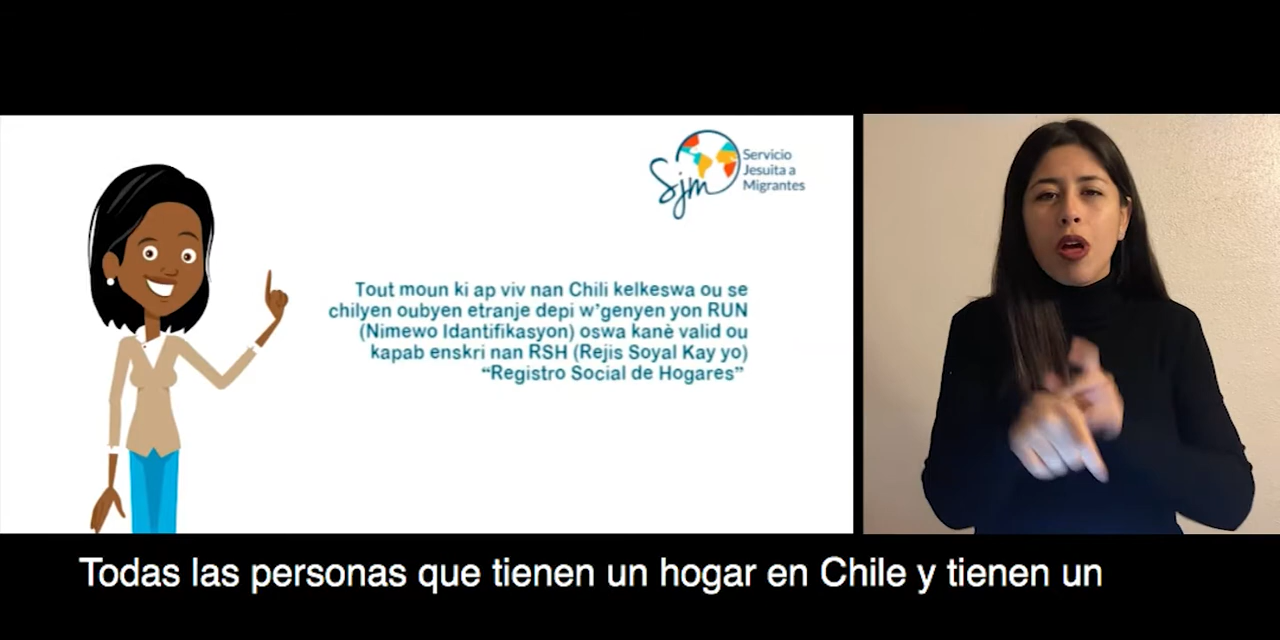 Sjm
Servicio
Jesuita a
Migrantes
Tout moun ki ap viv nan Chili kelkeswa ou se
chilyen oubyen etranje depi w'genyen yon RUN
(Nimewo Idantifikasyon) oswa kanè valid ou
kapab enskri nan RSH (Rejis Soyal Kay yo)
“Registro Social de Hogares”
Todas las personas que tienen un hogar en Chile y tienen un